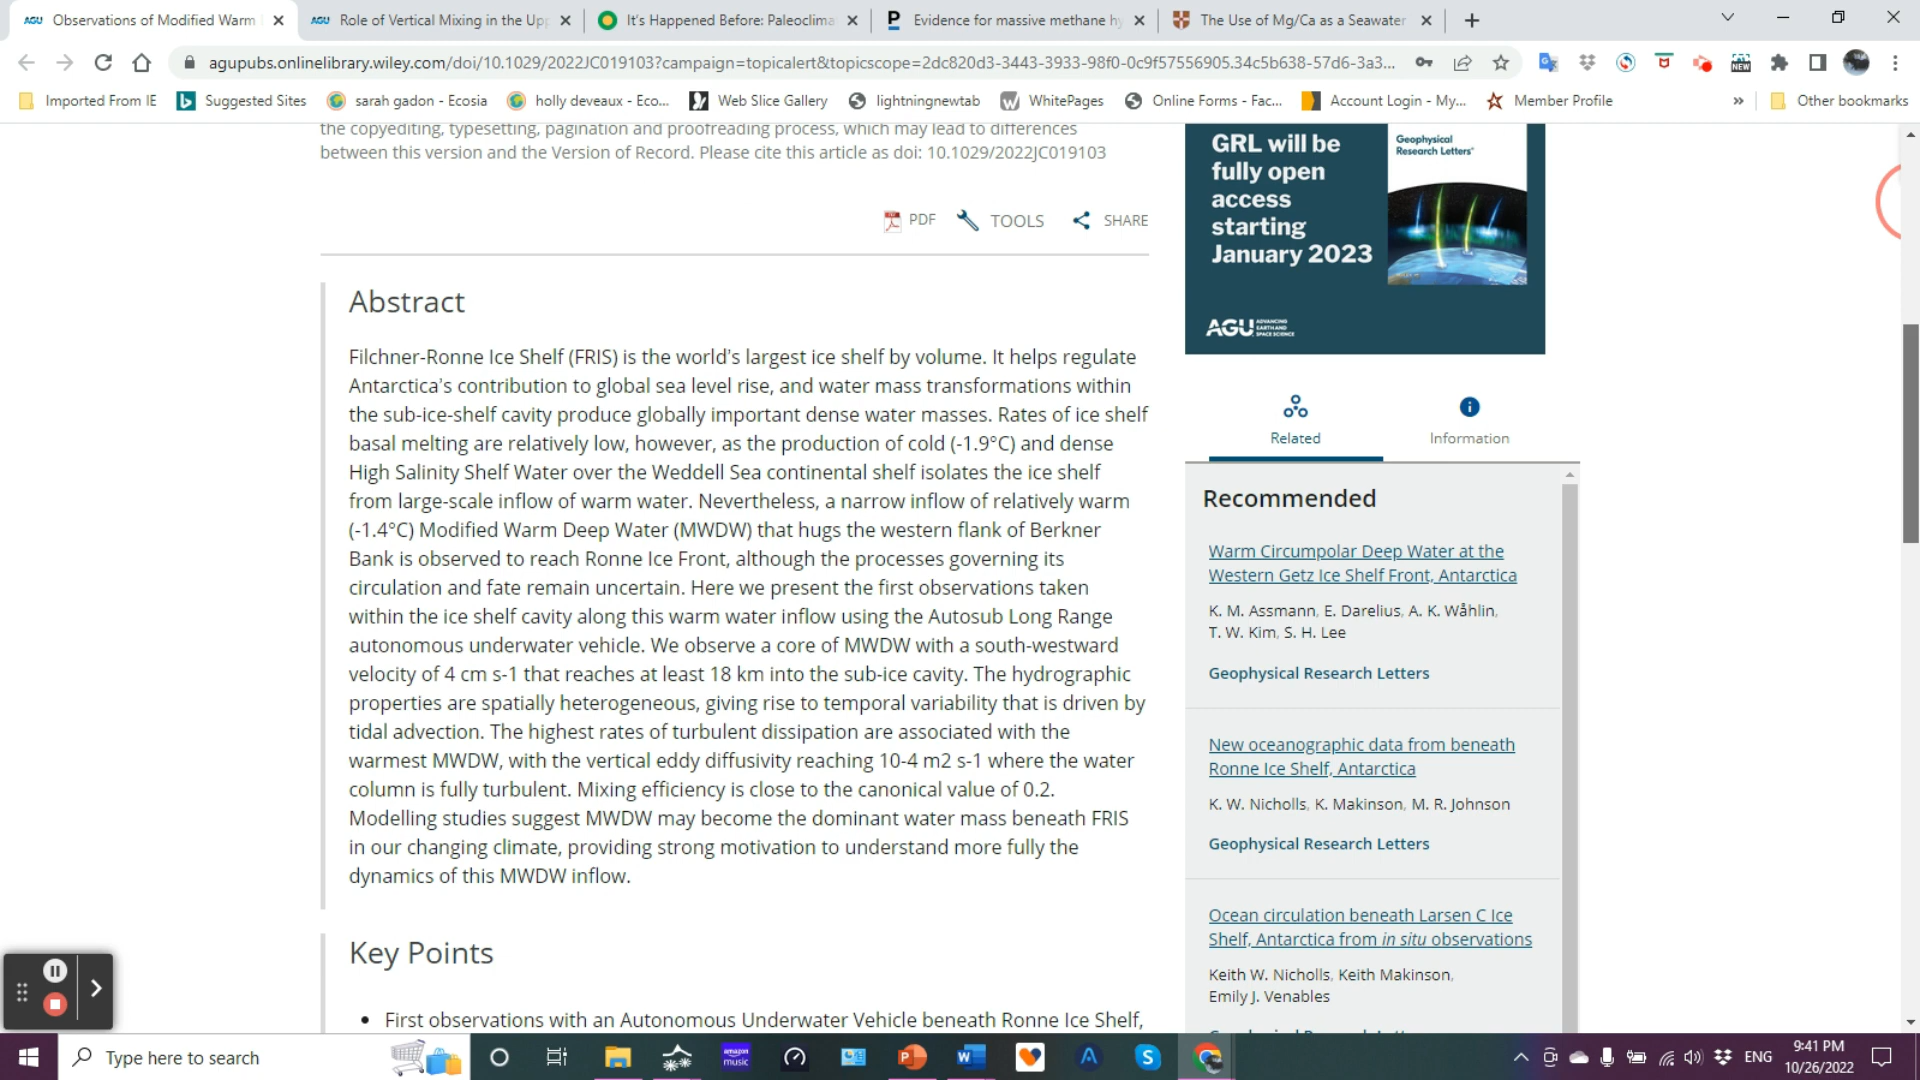 AGU Observations of Modified Warm
AGU Role of Vertical Mixing in the Upp
It's Happened Before: Paleoclima
Evidence for massive methane hy
The Use of Mg/Ca as a Seawater
agupubs.onlinelibrary.wiley.com/doi/10.1029/2022JC019103?campaign=topicalert&topicscope=2dc820d3-3443-3933-98f0-0c9f57556905.34c5b638-57d6-3a3...
NEW
Imported From IE
Suggested Sites
sarah gadon - Ecosia
holly deveaux - Eco...
Web Slice Gallery
lightningnewtab
WhitePages
Online Forms - Fac...
Account Login - My...
Member Profile
»
Other bookmarks
the copyediting, typesetting, pagination and proofreading process, which may lead to differences
between this version and the Version of Record. Please cite this article as doi: 10.1029/2022JC019103
PDF
TOOLS
SHARE
Abstract
Filchner-Ronne Ice Shelf (FRIS) is the world's largest ice shelf by volume. It helps regulate
Antarctica's contribution to global sea level rise, and water mass transformations within
the sub-ice-shelf cavity produce globally important dense water masses. Rates of ice shelf
basal melting are relatively low, however, as the production of cold (-1.9°C) and dense
High Salinity Shelf Water over the Weddell Sea continental shelf isolates the ice shelf
from large-scale inflow of warm water. Nevertheless, a narrow inflow of relatively warm
(-1.4°C) Modified Warm Deep Water (MWDW) that hugs the western flank of Berkner
Bank is observed to reach Ronne Ice Front, although the processes governing its
circulation and fate remain uncertain. Here we present the first observations taken
within the ice shelf cavity along this warm water inflow using the Autosub Long Range
autonomous underwater vehicle. We observe a core of MWDW with a south-westward
velocity of 4 cm s-1 that reaches at least 18 km into the sub-ice cavity. The hydrographic
properties are spatially heterogeneous, giving rise to temporal variability that is driven by
tidal advection. The highest rates of turbulent dissipation are associated with the
warmest MWDW, with the vertical eddy diffusivity reaching 10-4 m2 s-1 where the water
column is fully turbulent. Mixing efficiency is close to the canonical value of 0.2.
Modelling studies suggest MWDW may become the dominant water mass beneath FRIS
in our changing climate, providing strong motivation to understand more fully the
dynamics of this MWDW inflow.
Key Points
• First observations with an Autonomous Underwater Vehicle beneath Ronne Ice Shelf,
GRL will be
fully open
access
starting
January 2023
Geophysical
Research Letters
AGU ADVANCING
EARTH AND
SPACE SCIENCE
Related
Information
Recommended
Warm Circumpolar Deep Water at the
Western Getz Ice Shelf Front, Antarctica
K. M. Assmann, E. Darelius, A. K. Wåhlin,
T. W. Kim, S. H. Lee
Geophysical Research Letters
New oceanographic data from beneath
Ronne Ice Shelf, Antarctica
K. W. Nicholls, K. Makinson, M. R. Johnson
Geophysical Research Letters
Ocean circulation beneath Larsen C Ice
Shelf, Antarctica from in situ observations
Keith W. Nicholls, Keith Makinson,
Emily J. Venables
Type here to search
amazon
music
ENG
9:41 PM
10/26/2022